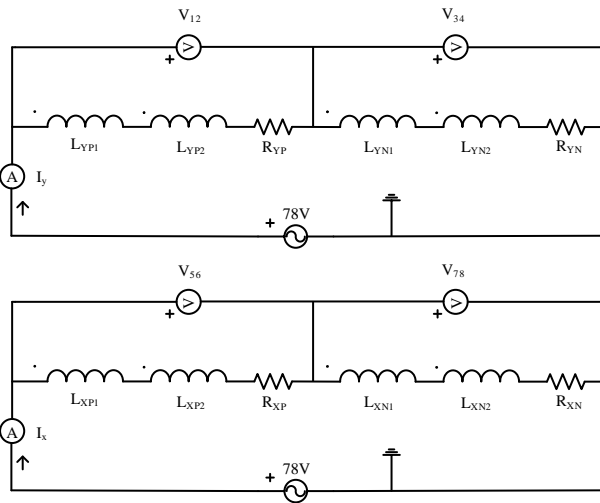 V12 V34
+ +
LYP1 LYP2 RYP LYN1 LYN2 RYN
A Iy
+ 78V
V56 V78
+ +
LXP1 LXP2 RXP LXN1 LXN2 RXN
A Ix
+ 78V